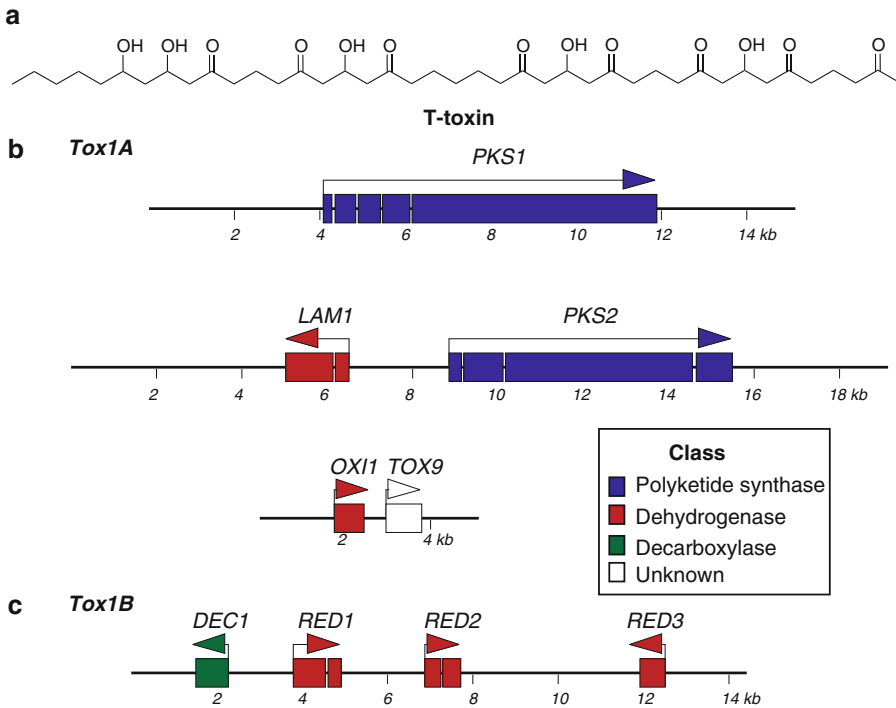 a
OH OH O O OH O O OH O O OH O O
T-toxin
b Tox1A
PKS1
2 4 6 8 10 12 14 kb
LAM1 PKS2
2 4 6 8 10 12 14 16 18 kb
OXI1 TOX9
2 4 kb
Class
Polyketide synthase
Dehydrogenase
Decarboxylase
Unknown
c Tox1B
DEC1 RED1 RED2 RED3
2 4 6 8 10 12 14 kb